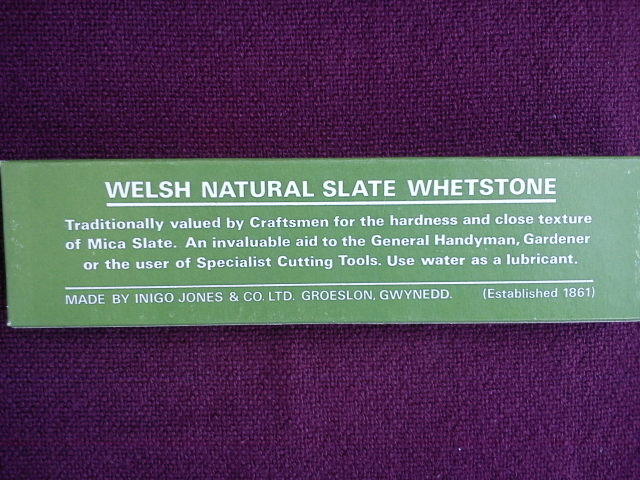 WELSH NATURAL SLATE WHETSTONE
Traditionally valued by Craftsmen for the hardness and close texture
of Mica Slate. An invaluable aid to the General Handyman, Gardener
or the user of Specialist Cutting Tools. Use water as a lubricant.
MADE BY INIGO JONES & CO. LTD. GROESLON, GWYNEDD. (Established 1861)